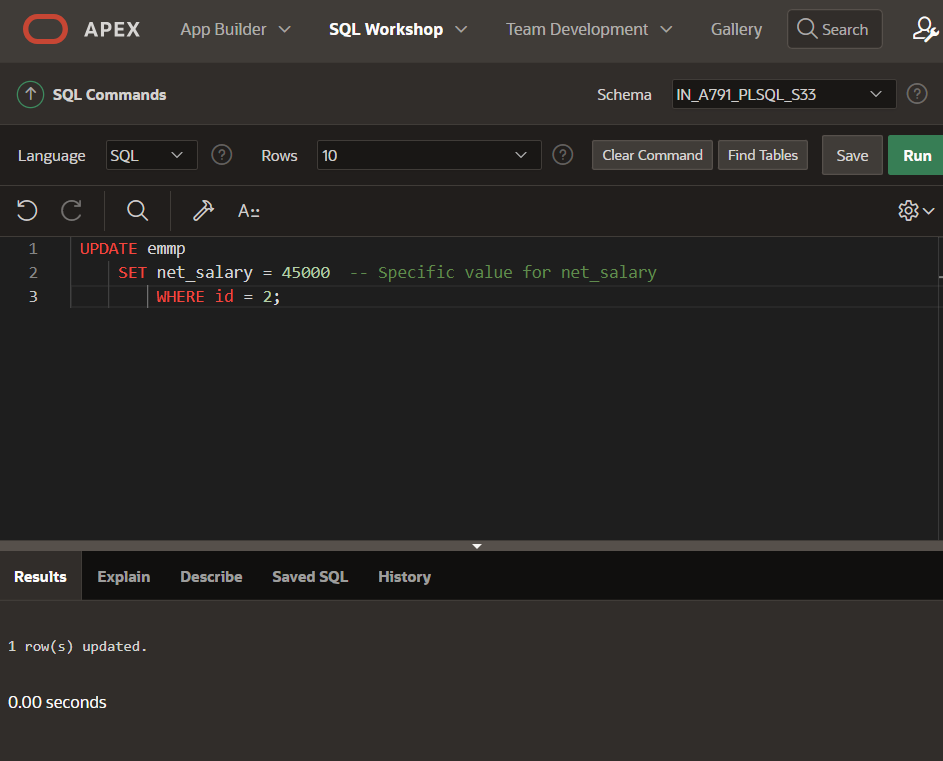 APEX App Builder SQL Workshop Team Development Gallery Search
SQL Commands Schema IN_A791_PLSQL_S33 ?
Language SQL ? Rows 10 ? Clear Command Find Tables Save Run
A::
1 UPDATE emmp
2 SET net_salary = 45000 -- Specific value for net_salary
3 WHERE id = 2;
Results Explain Describe Saved SQL History
1 row(s) updated.
0.00 seconds